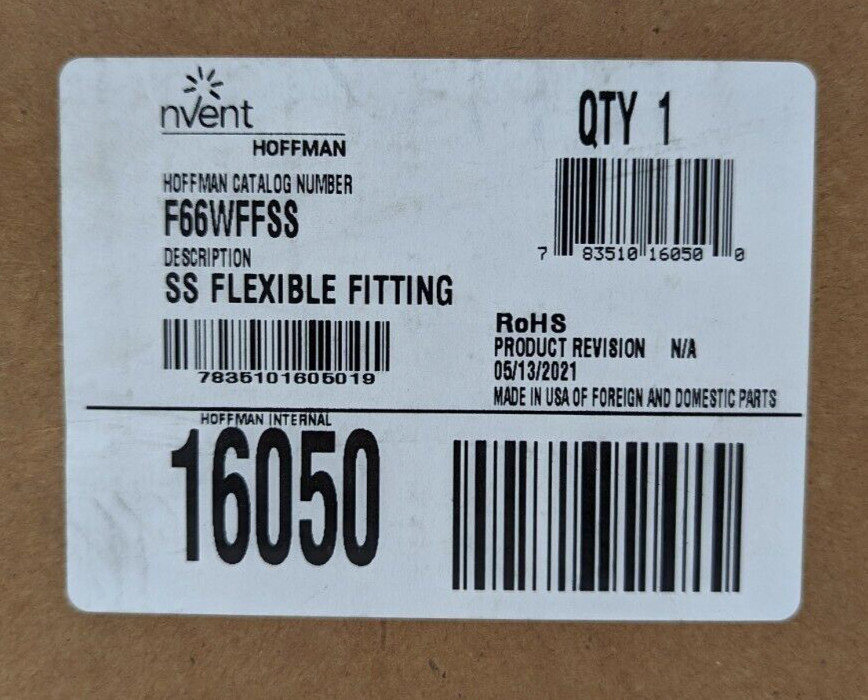 nVent
HOFFMAN
HOFFMAN CATALOG NUMBER
F66WFFSS
DESCRIPTION
SS FLEXIBLE FITTING
7835101605019
QTY 1
7 83510 16050 0
RoHS
PRODUCT REVISION N/A
05/13/2021
MADE IN USA OF FOREIGN AND DOMESTIC PARTS
HOFFMAN INTERNAL
16050